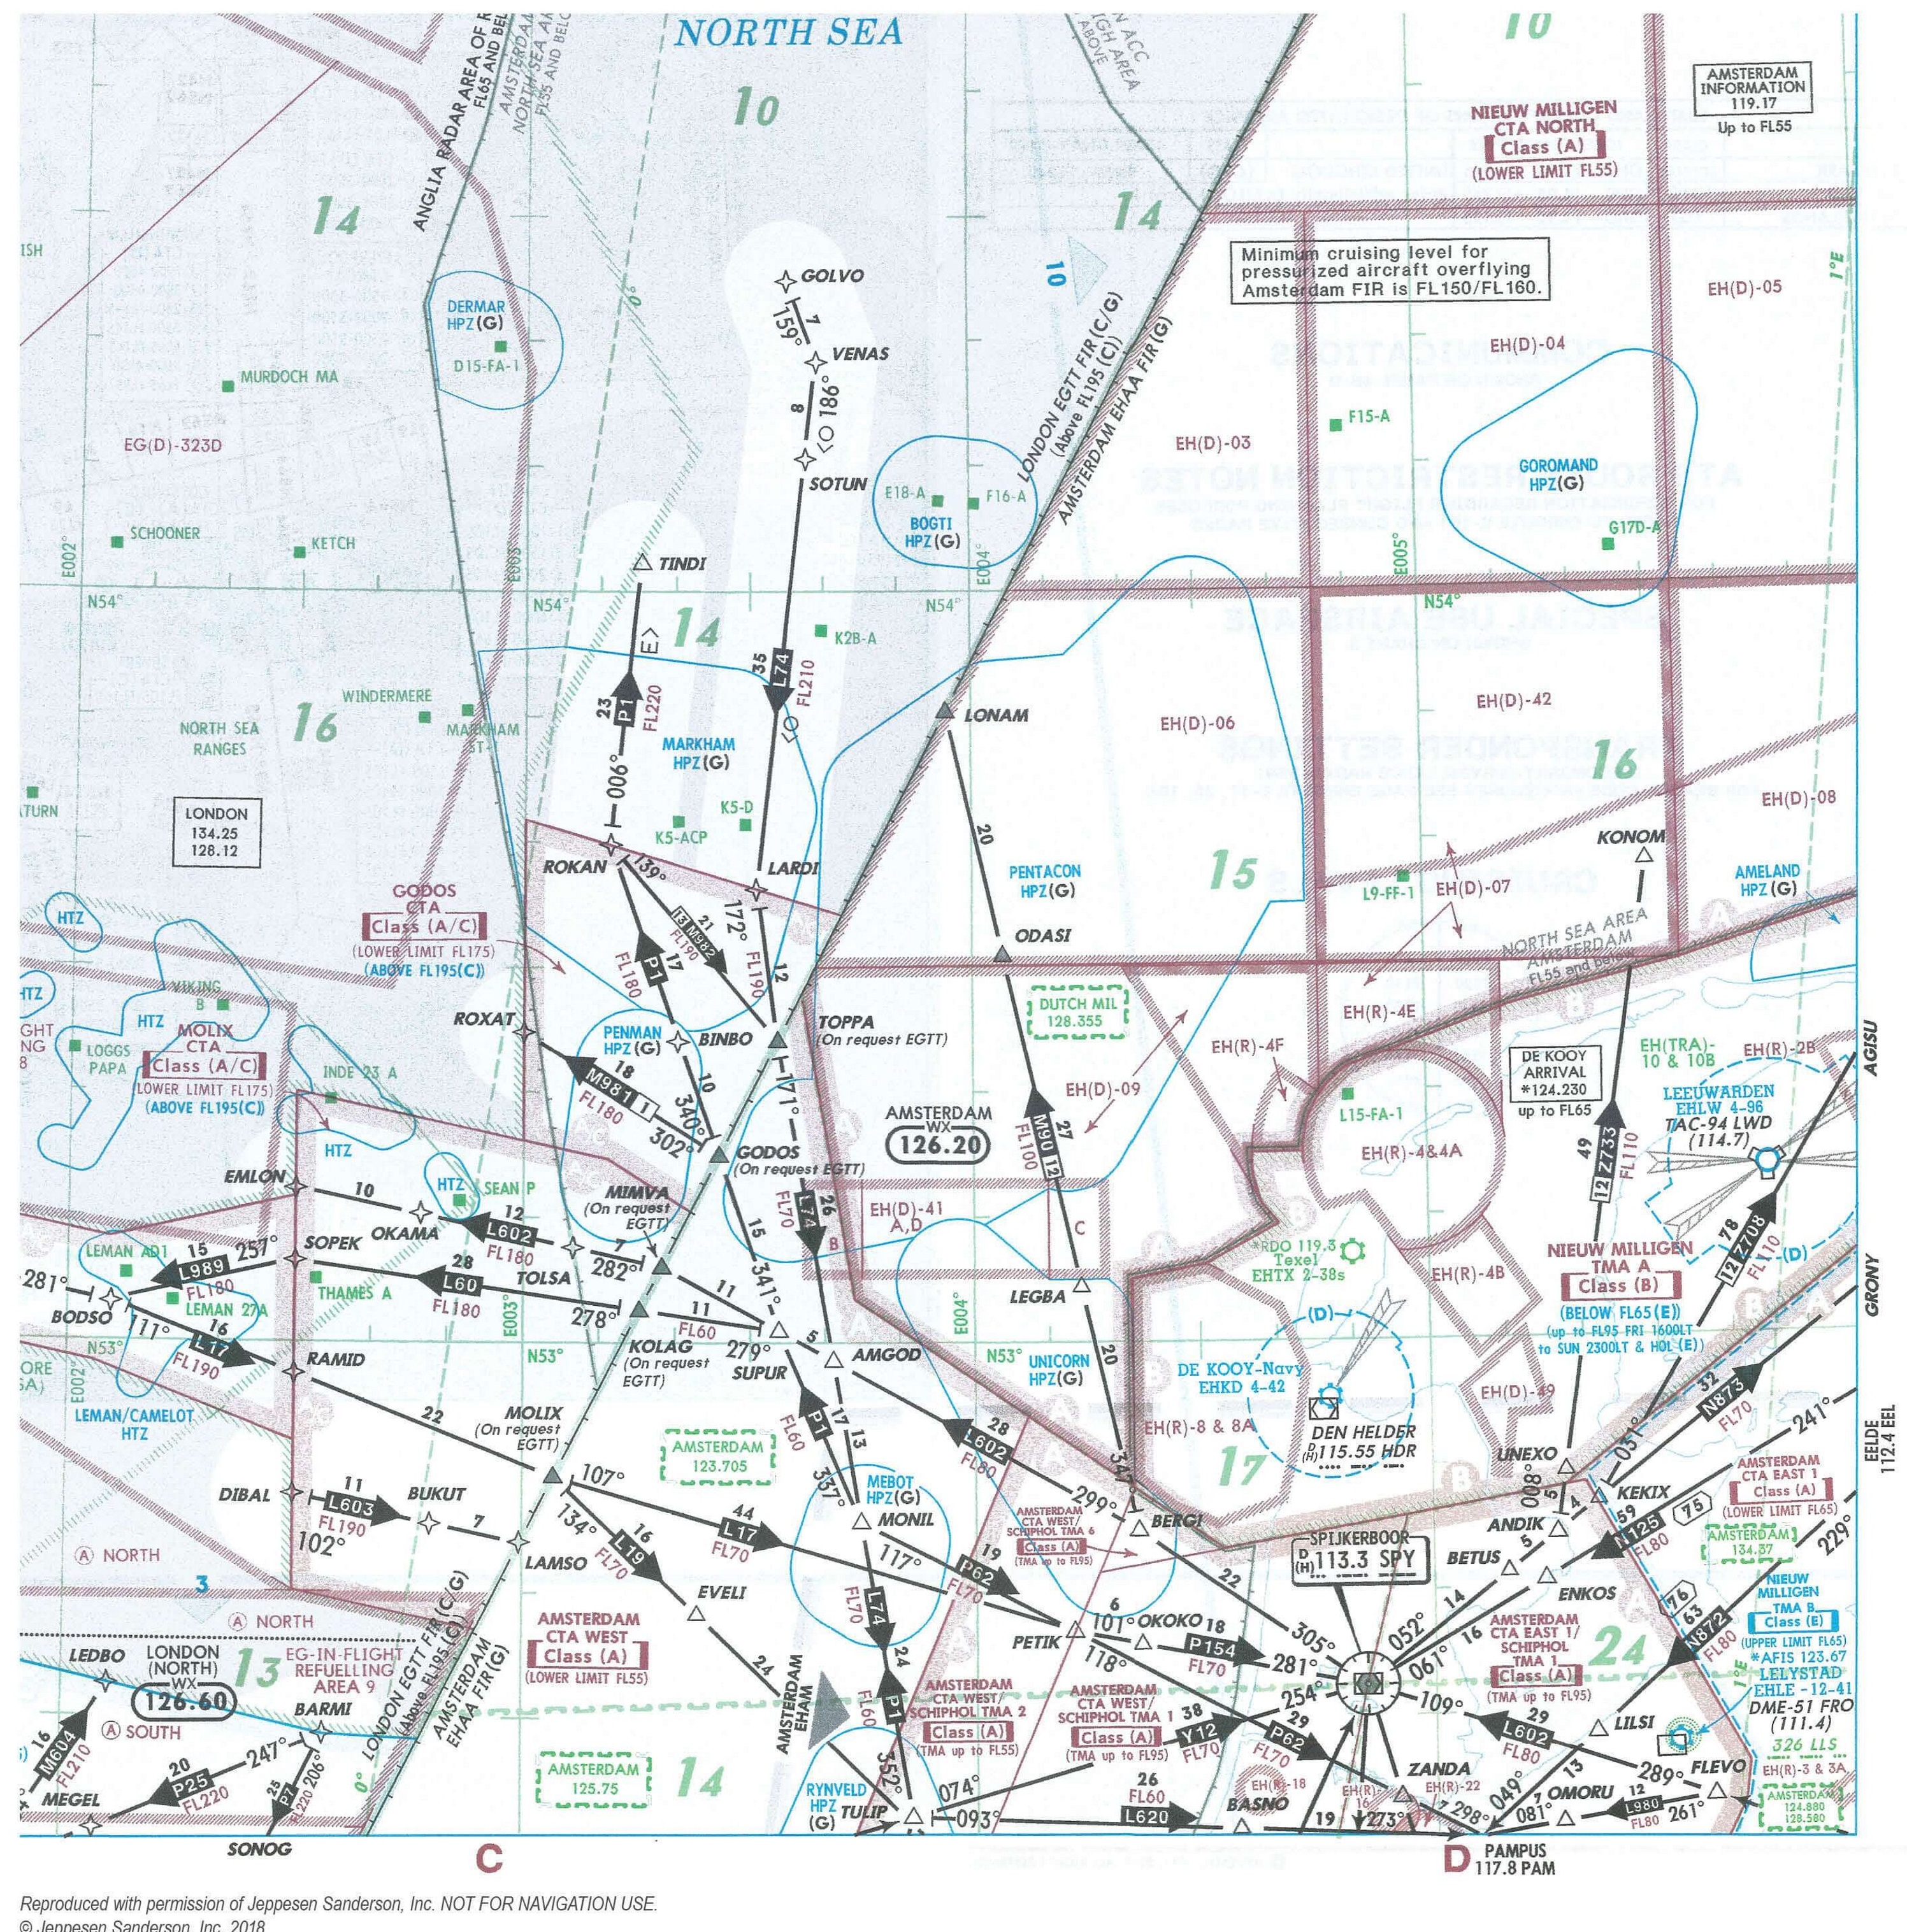 NORTH SEA
10
10
ANGLIA RADAR AREA OF R
FL65 AND BEL
AMSTERDAM
NORTH SEA AR
FL55 AND BELO
N ACC
IGH AREA
ABOVE
AMSTERDAM
INFORMATION
119.17
Up to FL55
NIEUW MILLIGEN
CTA NORTH
Class (A)
(LOWER LIMIT FL55)
14
14
ISH
Minimum cruising level for
pressurized aircraft overflying
Amsterdam FIR is FL150/FL160.
10
1°E
0°
GOLVO
7
159°
VENAS
8
LO 186°
SOTUN
DERMAR
HPZ(G)
D15-FA-1
MURDOCH MA
EG(D)-323D
SCHOONER
KETCH
EH(D)-05
EH(D)-04
EH(D)-03
F15-A
GOROMAND
HPZ(G)
G17D-A
LONDON EGTT FIR(C/G)
(Above FL195 (C))
AMSTERDAM EHAA FIR(G)
E18-A
F16-A
BOGTI
HPZ(G)
E002°
E003°
E004°
E005°
N54°
N54°
N54°
N54°
TINDI
14
E>
K2B-A
23
P1
FL220
006°
35
L74
FL210
LO
WINDERMERE
MARKHAM
ST-1
NORTH SEA
RANGES
16
MARKHAM
HPZ(G)
K5-D
K5-ACP
LONAM
EH(D)-06
EH(D)-42
16
EH(D)-08
TURN
LONDON
134.25
128.12
ROKAN
139°
LARDI
21
13 M982
FL190
172°
12
FL190
20
PENTACON
HPZ(G)
15
KONOM
L9-FF-1
EH(D)-07
AMELAND
HPZ(G)
HTZ
GODOS
CTA
Class (A/C)
(LOWER LIMIT FL175)
(ABOVE FL195(C))
ODASI
NORTH SEA AREA
AMSTERDAM
FL55 and below
17
P1
FL180
HTZ
VIKING
B
HTZ
GHT
NG
8
MOLIX
CTA
Class (A/C)
(LOWER LIMIT FL175)
(ABOVE FL195(C))
LOGGS
PAPA
ROXAT
PENMAN
HPZ(G)
BINBO
TOPPA
(On request EGTT)
DUTCH MIL
128.355
EH(R)-4E
EH(R)-4F
EH(D)-09
DE KOOY
ARRIVAL
*124.230
up to FL65
EH(TRA)-
10 & 10B
EH(R)-2B
AGISU
INDE 23 A
HTZ
18
M981 1
FL180
10
340°
302°
171°
AMSTERDAM
WX
126.20
M90 12
27
FL100
L15-FA-1
EH(R)-4&4A
LEEUWARDEN
EHLW 4-96
TAC-94 LWD
(114.7)
49
12 Z733
FL110
EMLON
10
OKAMA
HTZ
SEAN P
12
L602
FL180
GODOS
(On request EGTT)
MIMVA
(On request
EGTT)
7
282°
15
341°
26
L74
FL70
EH(D)-41
A,D
B
C
*RDO 119.3
Texel
EHTX 2-38s
EH(R)-4B
NIEUW MILLIGEN
TMA A
Class (B)
(BELOW FL65(E))
(up to FL95 FRI 1600LT
to SUN 2300LT & HOL(E))
78
12 Z708
FL110
(D)
GRONY
LEMAN AD1
15
L989
FL180
257°
SOPEK
28
L60
FL180
TOLSA
278°
THAMES A
LEMAN 27A
281°
BODSO
111°
16
L17
FL190
11
11
FL60
279°
KOLAG
(On request
EGTT)
SUPUR
5
AMGOD
LEGBA
(D)
E002°
E003°
E004°
N53°
N53°
N53°
ORE
SA)
RAMID
22
LEMAN/CAMELOT
HTZ
MOLIX
(On request
EGTT)
UNICORN
HPZ(G)
20
DE KOOY-Navy
EHKD 4-42
EH(R)-8 & 8A
DEN HELDER
D(H)115.55 HDR
EH(D)-49
32
N873
FL70
031°
241°
EELDE
112.4 EEL
AMSTERDAM
123.705
P1
FL60
17
13
337°
28
L602
FL80
347°
17
DIBAL
11
L603
FL190
102°
BUKUT
7
LAMSO
107°
134°
16
L19
FL70
44
L17
FL70
MEBOT
HPZ(G)
MONIL
117°
299°
BERGI
AMSTERDAM
CTA WEST/
SCHIPHOL TMA 6
Class (A)
(TMA up to FL95)
UNEXO
008°
5
4
KEKIX
ANDIK
BETUS
5
ENKOS
59
N125
FL80
75
AMSTERDAM
CTA EAST 1
Class (A)
(LOWER LIMIT FL65)
AMSTERDAM
134.37
229°
(A) NORTH
3
(A) NORTH
EVELI
19
P62
FL70
22
SPIJKERBOOR
D(H)113.3 SPY
14
16
NIEUW
MILLIGEN
TMA B
Class (E)
(UPPER LIMIT FL65)
*AFIS 123.67
LELYSTAD
EHLE -12-41
DME-51 FRO
(111.4)
326 LLS
76
63
N872
FL80
LEDBO
LONDON
(NORTH)
WX
126.60
(A) SOUTH
13
EG-IN-FLIGHT
REFUELLING
AREA 9
BARMI
LONDON EGTT FIR(C/G)
(Above FL195(C))
AMSTERDAM
EHAA FIR(G)
AMSTERDAM
CTA WEST
Class (A)
(LOWER LIMIT FL55)
24
L74
FL70
24
P1
FL60
AMSTERDAM
EHAM
PETIK
6
101°
OKOKO
18
P154
FL70
118°
305°
281°
254°
052°
061°
109°
AMSTERDAM
CTA EAST 1/
SCHIPHOL
TMA 1
Class (A)
(TMA up to FL95)
24
1°E
AMSTERDAM
CTA WEST/
SCHIPHOL TMA 2
Class (A)
(TMA up to FL55)
AMSTERDAM
CTA WEST/
SCHIPHOL TMA 1
Class (A)
(TMA up to FL95)
38
Y12
FL70
29
P62
FL70
29
L602
FL80
LILSI
16
N604
FL210
MEGEL
20
P25
FL220
247°
25
P7
FL220
206°
0°
AMSTERDAM
125.75
14
RYNVELD
HPZ
(G)
352°
TULIP
074°
093°
26
FL60
L620
EH(R)-18
BASNO
19
273°
EH(R)-
16
EH(R)-22
ZANDA
7
298°
049°
13
OMORU
7
081°
12
L980
FL80
261°
289°
FLEVO
EH(R)-3 & 3A
AMSTERDAM
124.880
128.580
SONOG
C
D
PAMPUS
117.8 PAM
Reproduced with permission of Jeppesen Sanderson, Inc. NOT FOR NAVIGATION USE.
© Jeppesen Sanderson, Inc. 2018